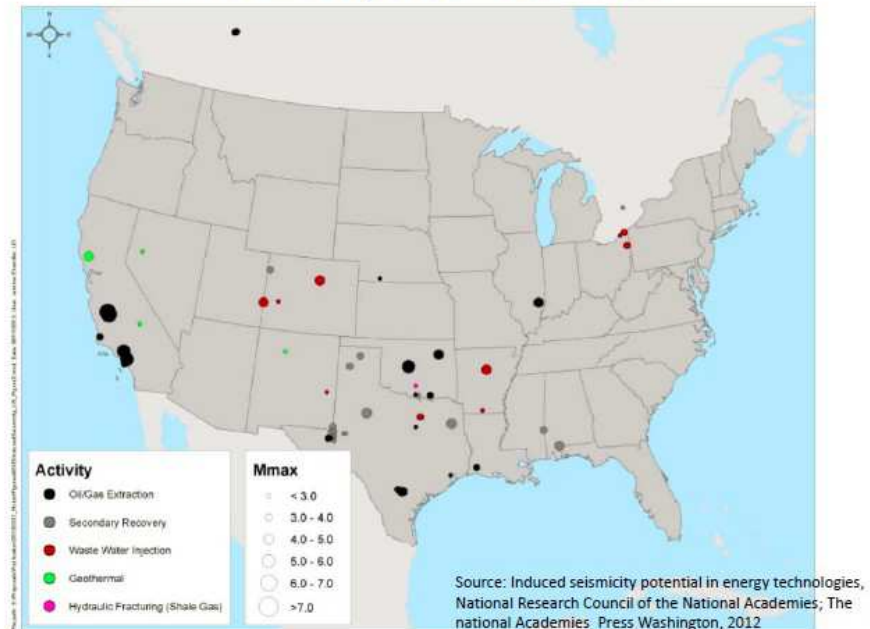 Activity
Oil/Gas Extraction
Secondary Recovery
Waste Water Injection
Geothermal
Hydraulic Fracturing (Shale Gas)
Mmax
< 3.0
3.0 - 4.0
4.0 - 5.0
5.0 - 6.0
6.0 - 7.0
>7.0
Source: Induced seismicity potential in energy technologies,
National Research Council of the National Academies; The
national Academies Press Washington, 2012